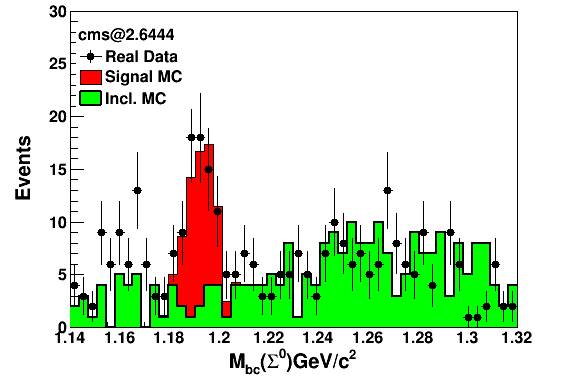 30
cms@2.6444
Real Data
Signal MC
Incl. MC
25
20
15
10
5
0
Events
1.14 1.16 1.18 1.2 1.22 1.24 1.26 1.28 1.3 1.32
M_bc(Σ⁰)GeV/c²